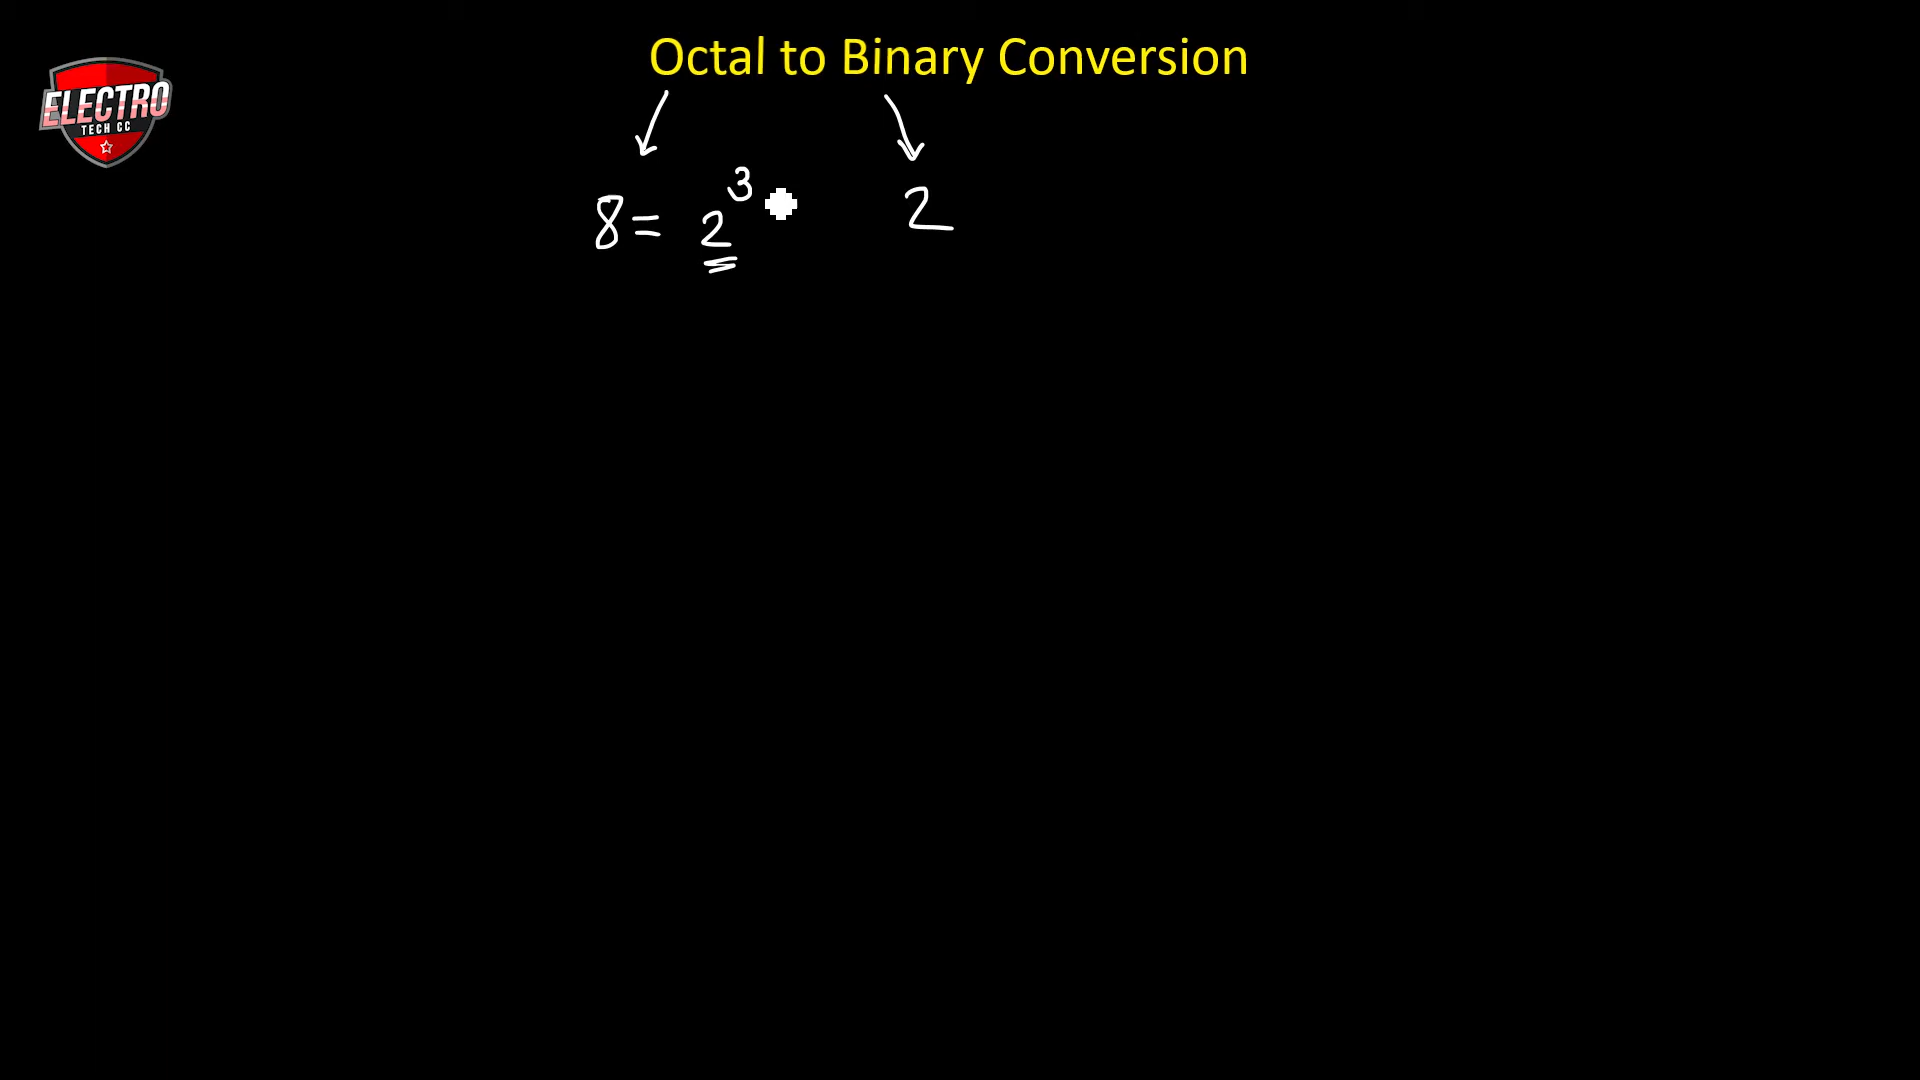 Octal to Binary Conversion
ELECTRO
TECH CC
8 = 2³ 2